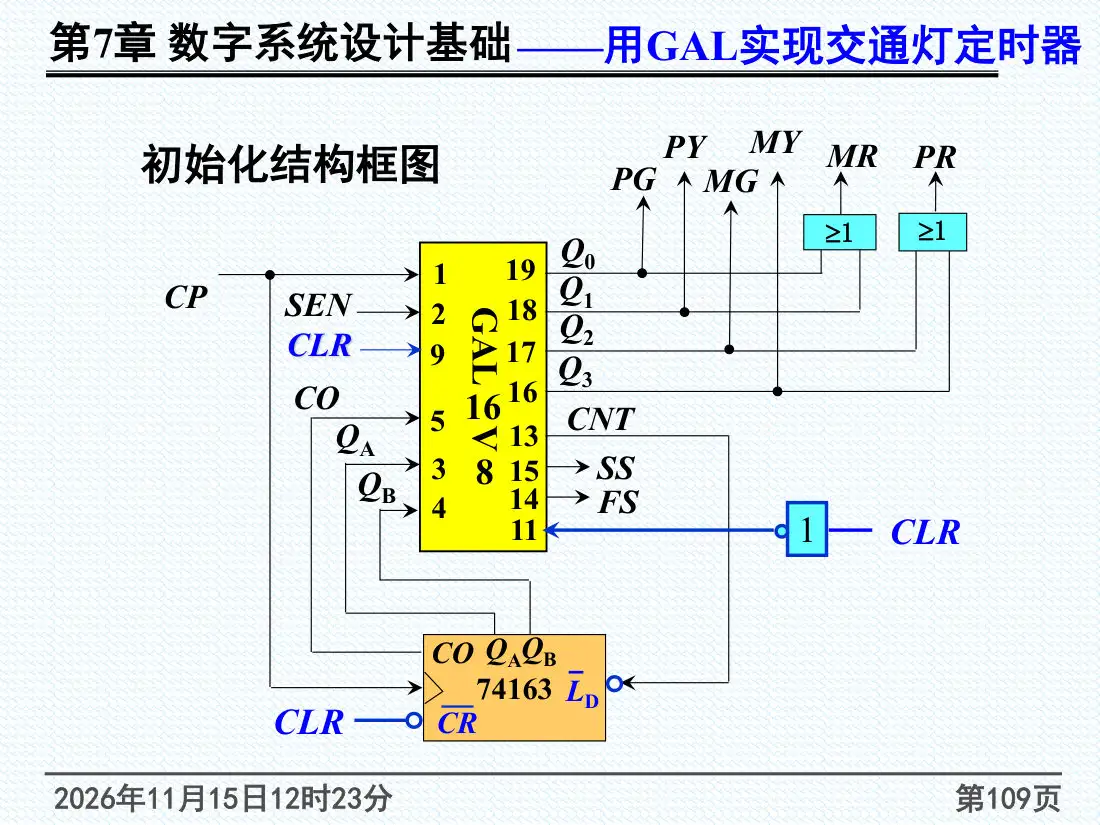 第7章 数字系统设计基础——用GAL实现交通灯定时器
初始化结构框图
PG
PY
MG
MY
MR
PR
≥1
≥1
CP
SEN
CLR
CO
QA
QB
1
2
9
5
3
4
GAL
16
V
8
19
18
17
16
13
15
14
11
Q0
Q1
Q2
Q3
CNT
SS
FS
1
CLR
CO QAQB
74163 L̅D
CLR
C̅R̅
2026年11月15日12时23分
第109页